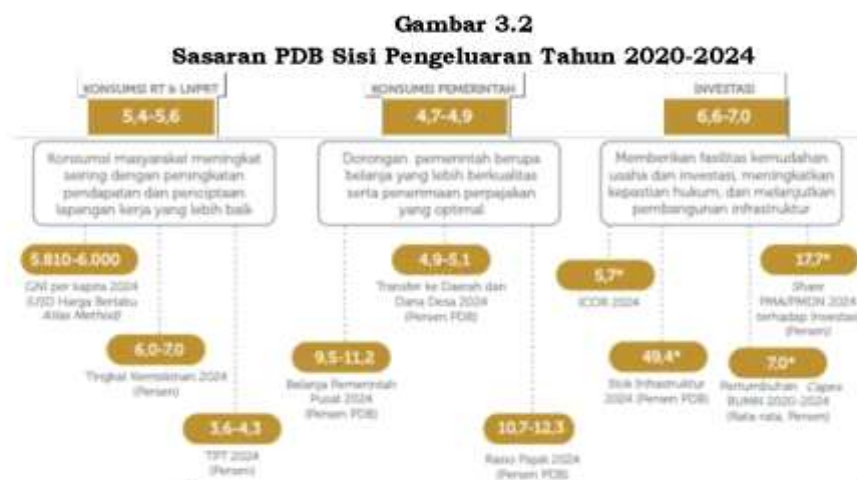 Gambar 3.2
Sasaran PDB Sisi Pengeluaran Tahun 2020-2024
KONSUMSI RT & LNPRT
5,4-5,6
Konsumsi masyarakat meningkat
seiring dengan peningkatan
pendapatan dan penciptaan
lapangan kerja yang lebih baik
5.810-6.000
GNI per kapita 2024
(USD Harga Berlaku
Atlas Method)
6,0-7,0
Tingkat Kemiskinan 2024
(Persen)
3,6-4,3
TPT 2024
(Persen)
KONSUMSI PEMERINTAH
4,7-4,9
Dorongan pemerintah berupa
belanja yang lebih berkualitas
serta penerimaan perpajakan
yang optimal
4,9-5,1
Transfer ke Daerah dan
Dana Desa 2024
(Persen PDB)
9,5-11,2
Belanja Pemerintah
Pusat 2024
(Persen PDB)
10,7-12,3
Rasio Pajak 2024
(Persen PDB)
INVESTASI
6,6-7,0
Memberikan fasilitas kemudahan
usaha dan investasi, meningkatkan
kepastian hukum, dan melanjutkan
pembangunan infrastruktur
5,7*
ICOR 2024
17,7*
Share
PMA/PMDN 2024
terhadap Investasi
(Persen)
49,4*
Stok Infrastruktur
2024 (Persen PDB)
7,0*
Pertumbuhan Capex
BUMN 2020-2024
(Rata rata, Persen)